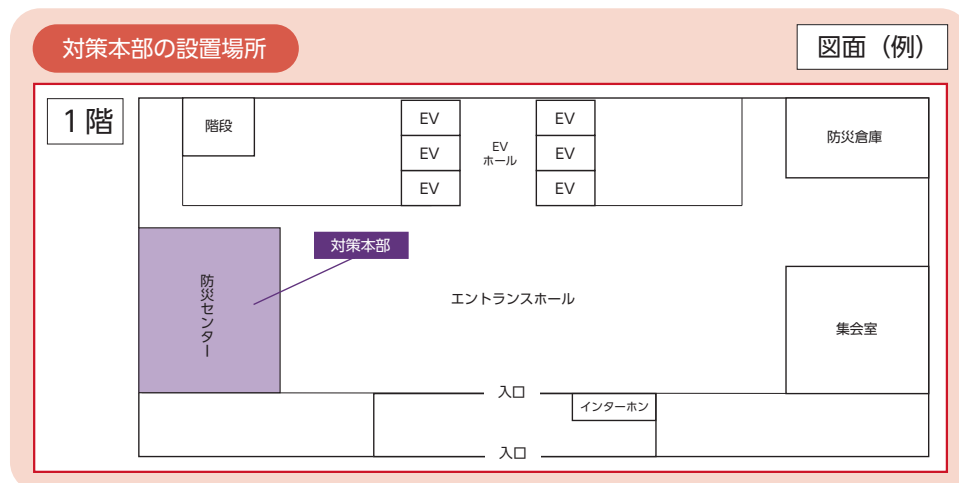 対策本部の設置場所
図面（例）
1階
階段
EV
EV
EV
EV
ホール
EV
EV
EV
防災倉庫
対策本部
防災センター
エントランスホール
集会室
入口
インターホン
入口